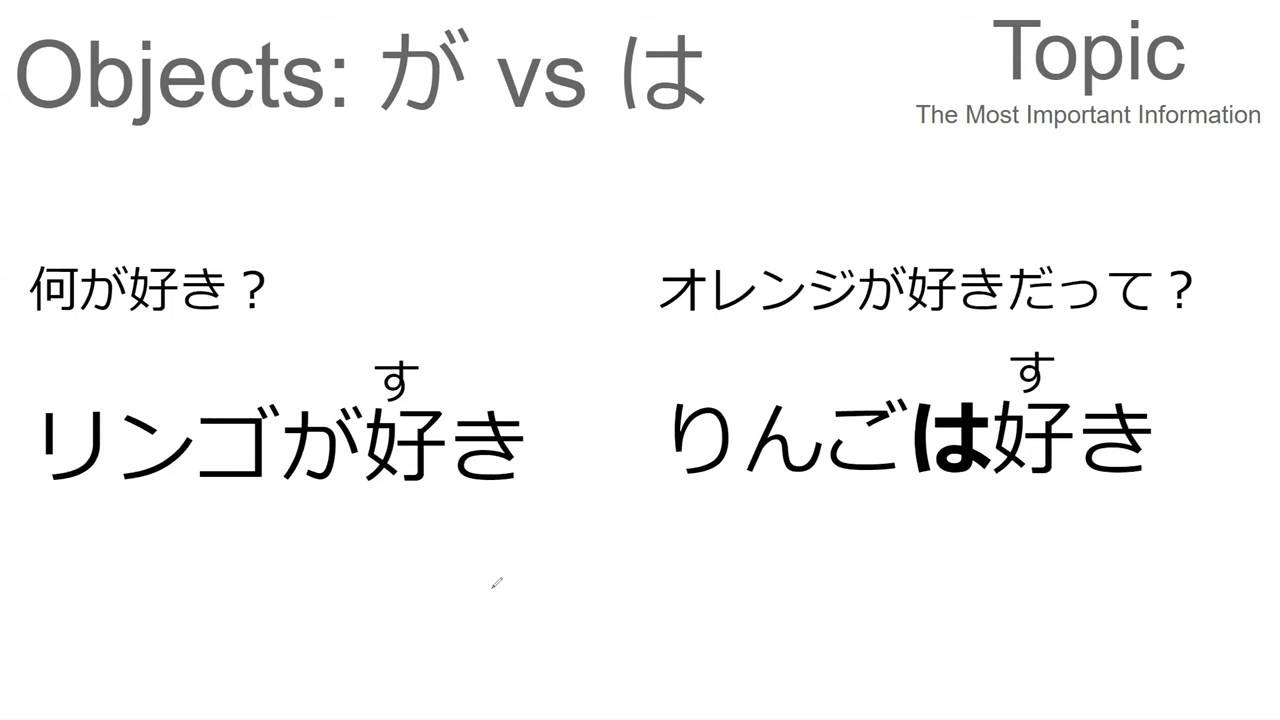 Objects: が vs は
Topic
The Most Important Information
何が好き？
オレンジが好きだって？
す
リンゴが好き
す
りんごは好き